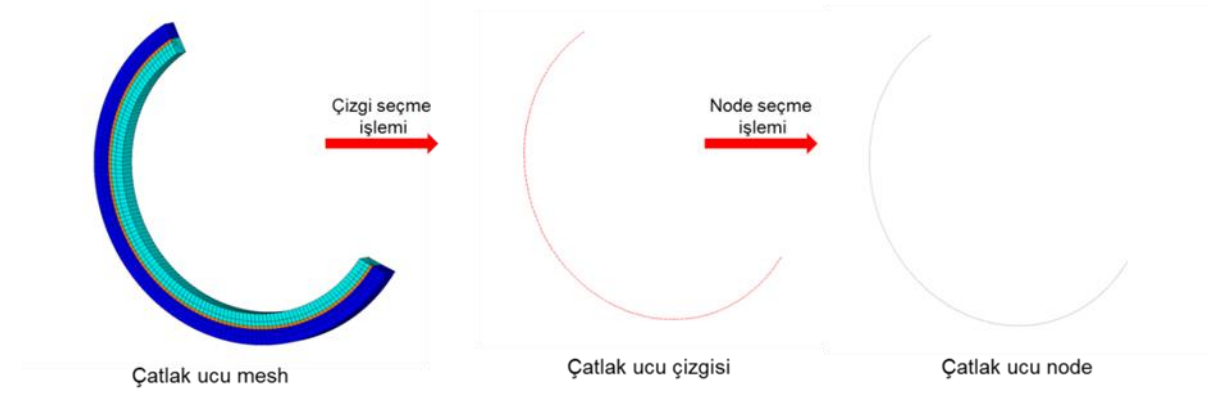 Çizgi seçme
işlemi
Node seçme
işlemi
Çatlak ucu mesh
Çatlak ucu çizgisi
Çatlak ucu node